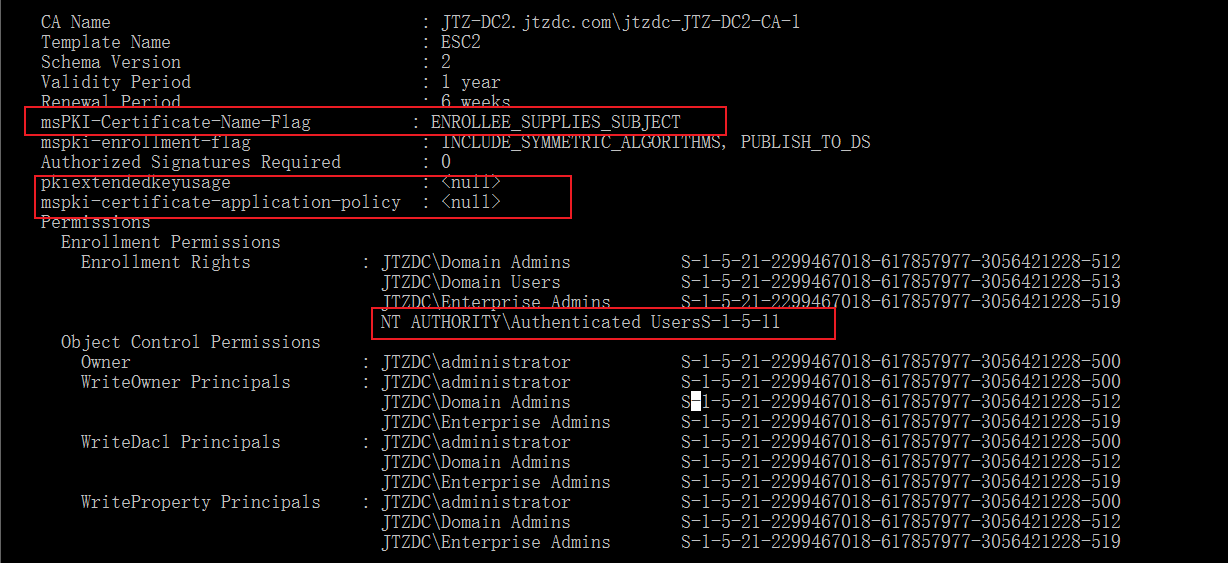 CA Name : JTZ-DC2.jtzdc.com\jtzdc-JTZ-DC2-CA-1
Template Name : ESC2
Schema Version : 2
Validity Period : 1 year
Renewal Period : 6 weeks
msPKI-Certificate-Name-Flag : ENROLLEE_SUPPLIES_SUBJECT
mspki-enrollment-flag : INCLUDE_SYMMETRIC_ALGORITHMS, PUBLISH_TO_DS
Authorized Signatures Required : 0
pkiextendedkeyusage : <null>
mspki-certificate-application-policy : <null>
Permissions
Enrollment Permissions
Enrollment Rights : JTZDC\Domain Admins S-1-5-21-2299467018-617857977-3056421228-512
JTZDC\Domain Users S-1-5-21-2299467018-617857977-3056421228-513
JTZDC\Enterprise Admins S-1-5-21-2299467018-617857977-3056421228-519
NT AUTHORITY\Authenticated UsersS-1-5-11
Object Control Permissions
Owner : JTZDC\administrator S-1-5-21-2299467018-617857977-3056421228-500
WriteOwner Principals : JTZDC\administrator S-1-5-21-2299467018-617857977-3056421228-500
JTZDC\Domain Admins S-1-5-21-2299467018-617857977-3056421228-512
JTZDC\Enterprise Admins S-1-5-21-2299467018-617857977-3056421228-519
WriteDacl Principals : JTZDC\administrator S-1-5-21-2299467018-617857977-3056421228-500
JTZDC\Domain Admins S-1-5-21-2299467018-617857977-3056421228-512
JTZDC\Enterprise Admins S-1-5-21-2299467018-617857977-3056421228-519
WriteProperty Principals : JTZDC\administrator S-1-5-21-2299467018-617857977-3056421228-500
JTZDC\Domain Admins S-1-5-21-2299467018-617857977-3056421228-512
JTZDC\Enterprise Admins S-1-5-21-2299467018-617857977-3056421228-519